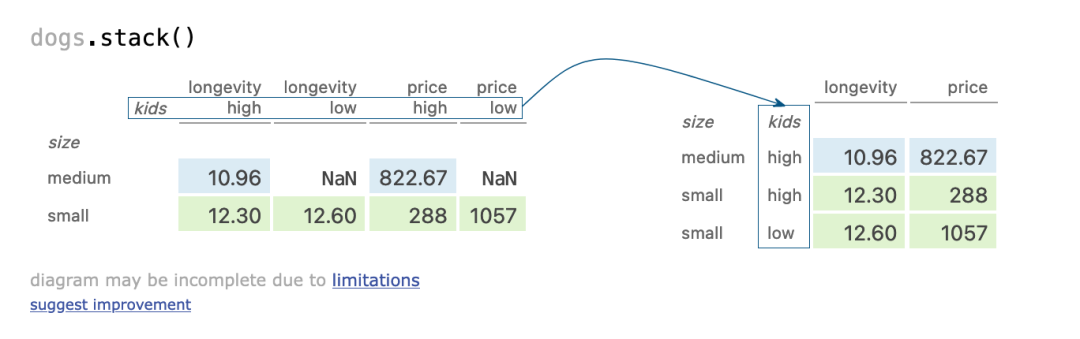 dogs.stack()
longevity longevity price price
kids high low high low
size
medium 10.96 NaN 822.67 NaN
small 12.30 12.60 288 1057
longevity price
size kids
medium high 10.96 822.67
small high 12.30 288
small low 12.60 1057
diagram may be incomplete due to limitations
suggest improvement